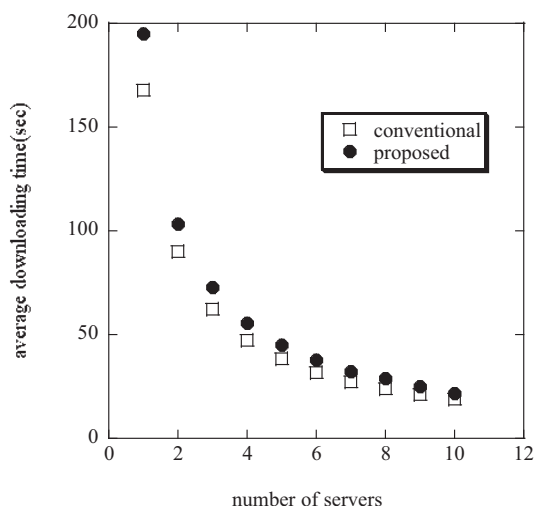 200
150
100
50
0
average downloading time(sec)
conventional
proposed
0 2 4 6 8 10 12
number of servers